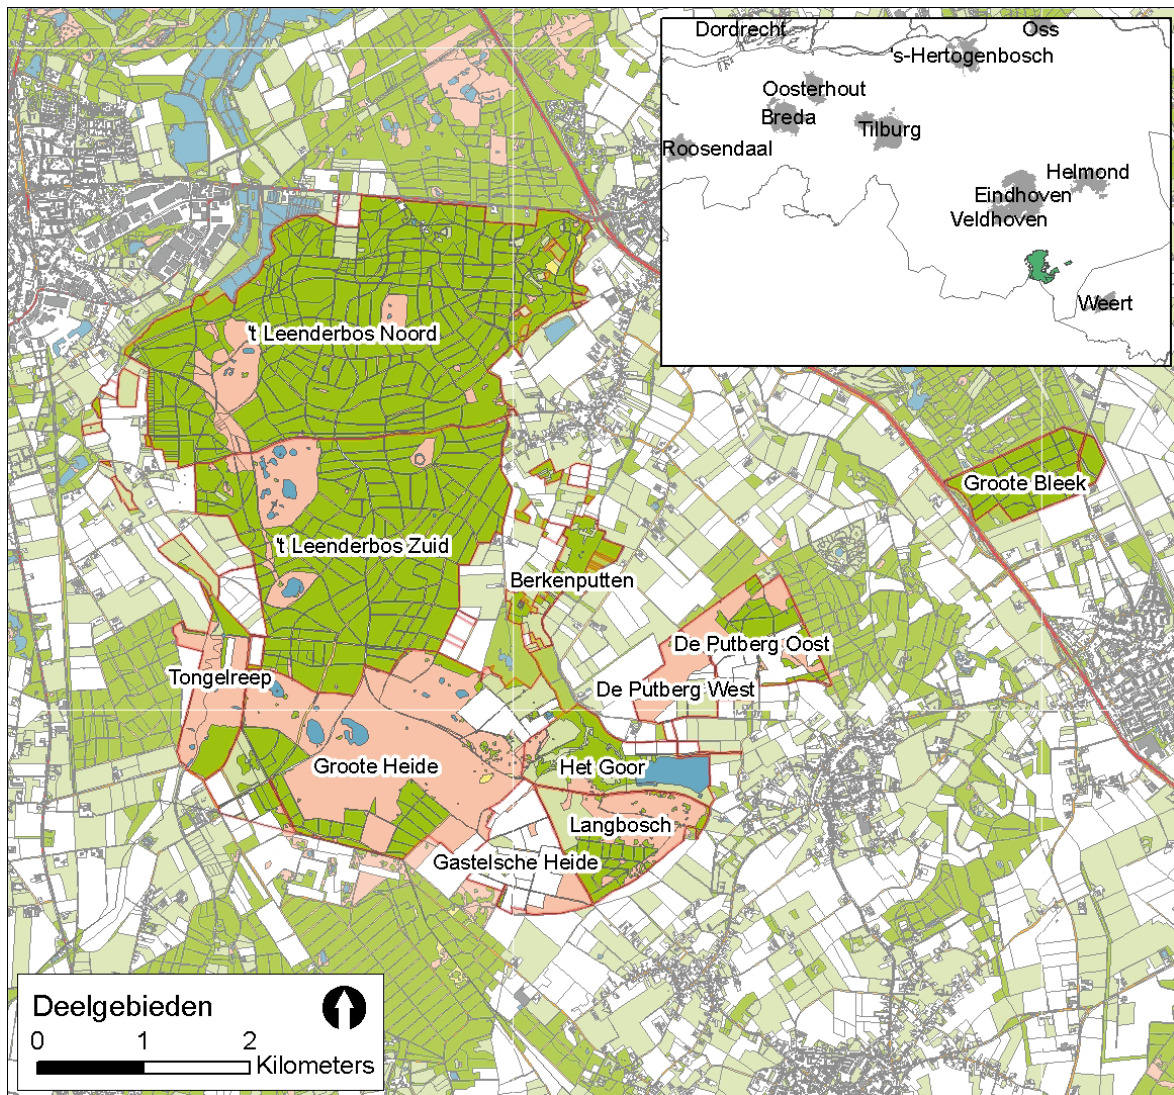 Dordrecht
Oss
's-Hertogenbosch
Oosterhout
Breda
Tilburg
Roosendaal
Helmond
Eindhoven
Veldhoven
Weert
't Leenderbos Noord
Groote Bleek
't Leenderbos Zuid
Berkenputten
De Putberg Oost
Tongelreep
De Putberg West
Groote Heide
Het Goor
Langbosch
Gastelsche Heide
Deelgebieden
0 1 2
Kilometers